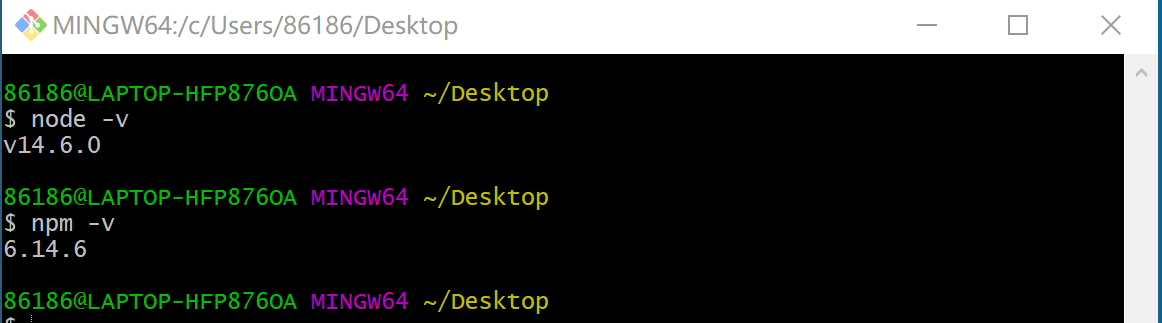 MINGW64:/c/Users/86186/Desktop
86186@LAPTOP-HFP876OA MINGW64 ~/Desktop
$ node -v
v14.6.0
86186@LAPTOP-HFP876OA MINGW64 ~/Desktop
$ npm -v
6.14.6
86186@LAPTOP-HFP876OA MINGW64 ~/Desktop
$